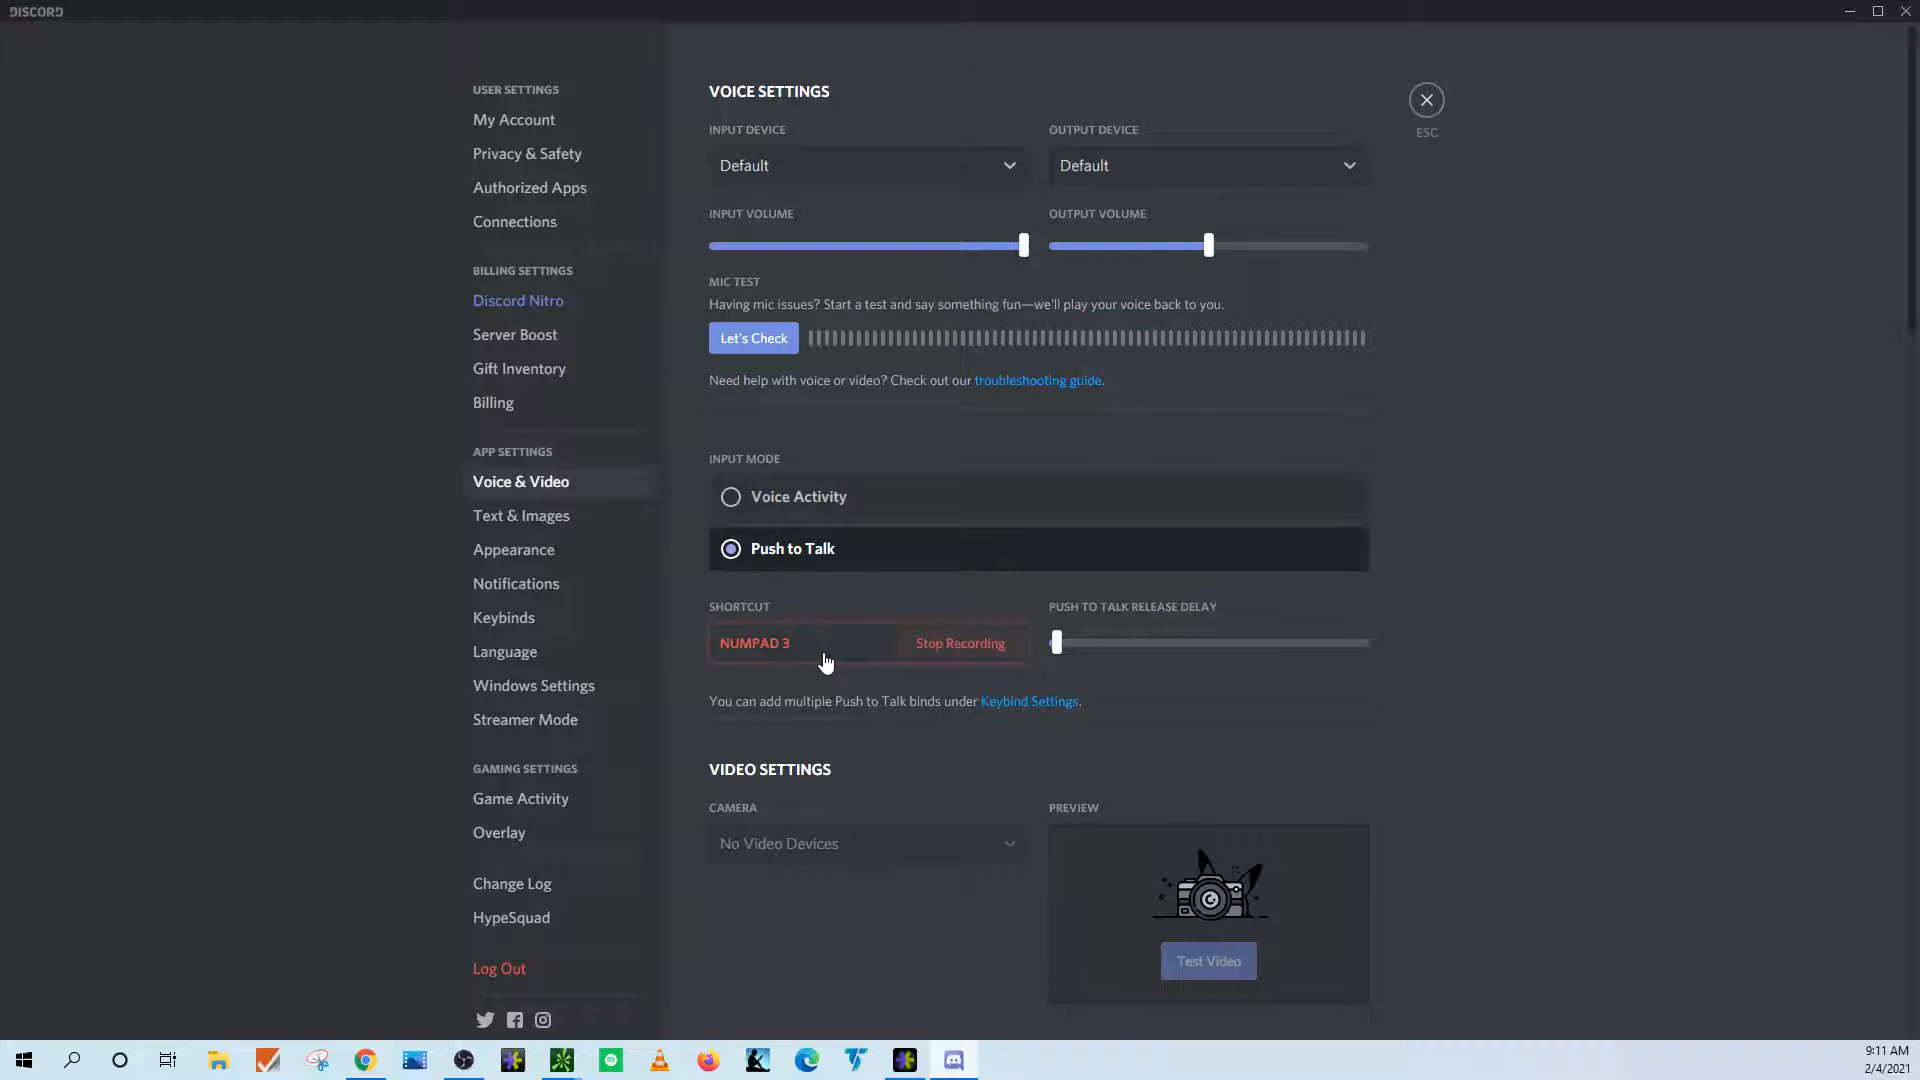 DISCORD
USER SETTINGS
My Account
Privacy & Safety
Authorized Apps
Connections
BILLING SETTINGS
Discord Nitro
Server Boost
Gift Inventory
Billing
APP SETTINGS
Voice & Video
Text & Images
Appearance
Notifications
Keybinds
Language
Windows Settings
Streamer Mode
GAMING SETTINGS
Game Activity
Overlay
Change Log
HypeSquad
Log Out
VOICE SETTINGS
INPUT DEVICE
Default
OUTPUT DEVICE
Default
INPUT VOLUME
OUTPUT VOLUME
MIC TEST
Having mic issues? Start a test and say something fun—we'll play your voice back to you.
Let's Check
Need help with voice or video? Check out our troubleshooting guide.
INPUT MODE
Voice Activity
Push to Talk
SHORTCUT
NUMPAD 3
Stop Recording
PUSH TO TALK RELEASE DELAY
You can add multiple Push to Talk binds under Keybind Settings.
VIDEO SETTINGS
CAMERA
No Video Devices
PREVIEW
Test Video
ESC
9:11 AM
2/4/2021